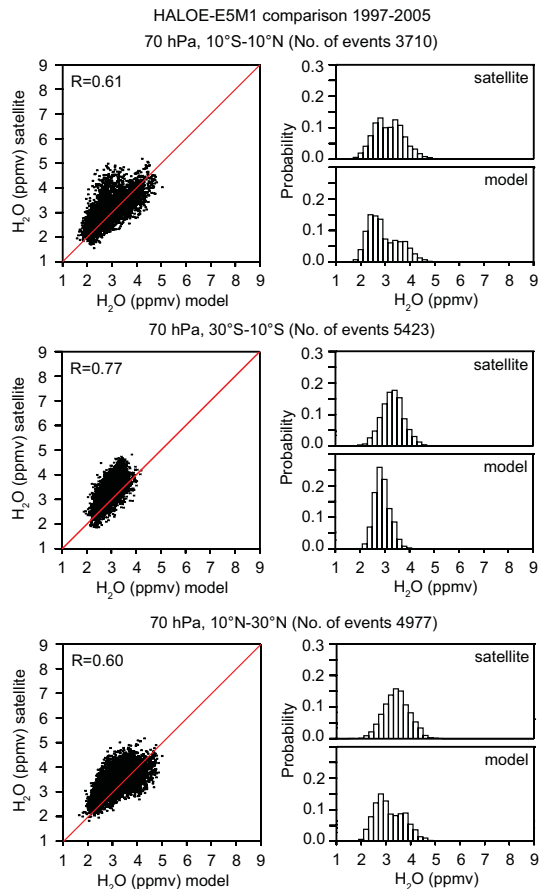 HALOE-E5M1 comparison 1997-2005
70 hPa, 10°S-10°N (No. of events 3710)
R=0.61
H2O (ppmv) satellite
9
8
7
6
5
4
3
2
1
1 2 3 4 5 6 7 8 9
H2O (ppmv) model
Probability
0.3
0.2
0.1
0.0
satellite
0.2
0.1
0.0
model
1 2 3 4 5 6 7 8 9
H2O (ppmv)
70 hPa, 30°S-10°S (No. of events 5423)
R=0.77
H2O (ppmv) satellite
9
8
7
6
5
4
3
2
1
1 2 3 4 5 6 7 8 9
H2O (ppmv) model
Probability
0.3
0.2
0.1
0.0
satellite
0.2
0.1
0.0
model
1 2 3 4 5 6 7 8 9
H2O (ppmv)
70 hPa, 10°N-30°N (No. of events 4977)
R=0.60
H2O (ppmv) satellite
9
8
7
6
5
4
3
2
1
1 2 3 4 5 6 7 8 9
H2O (ppmv) model
Probability
0.3
0.2
0.1
0.0
satellite
0.2
0.1
0.0
model
1 2 3 4 5 6 7 8 9
H2O (ppmv)